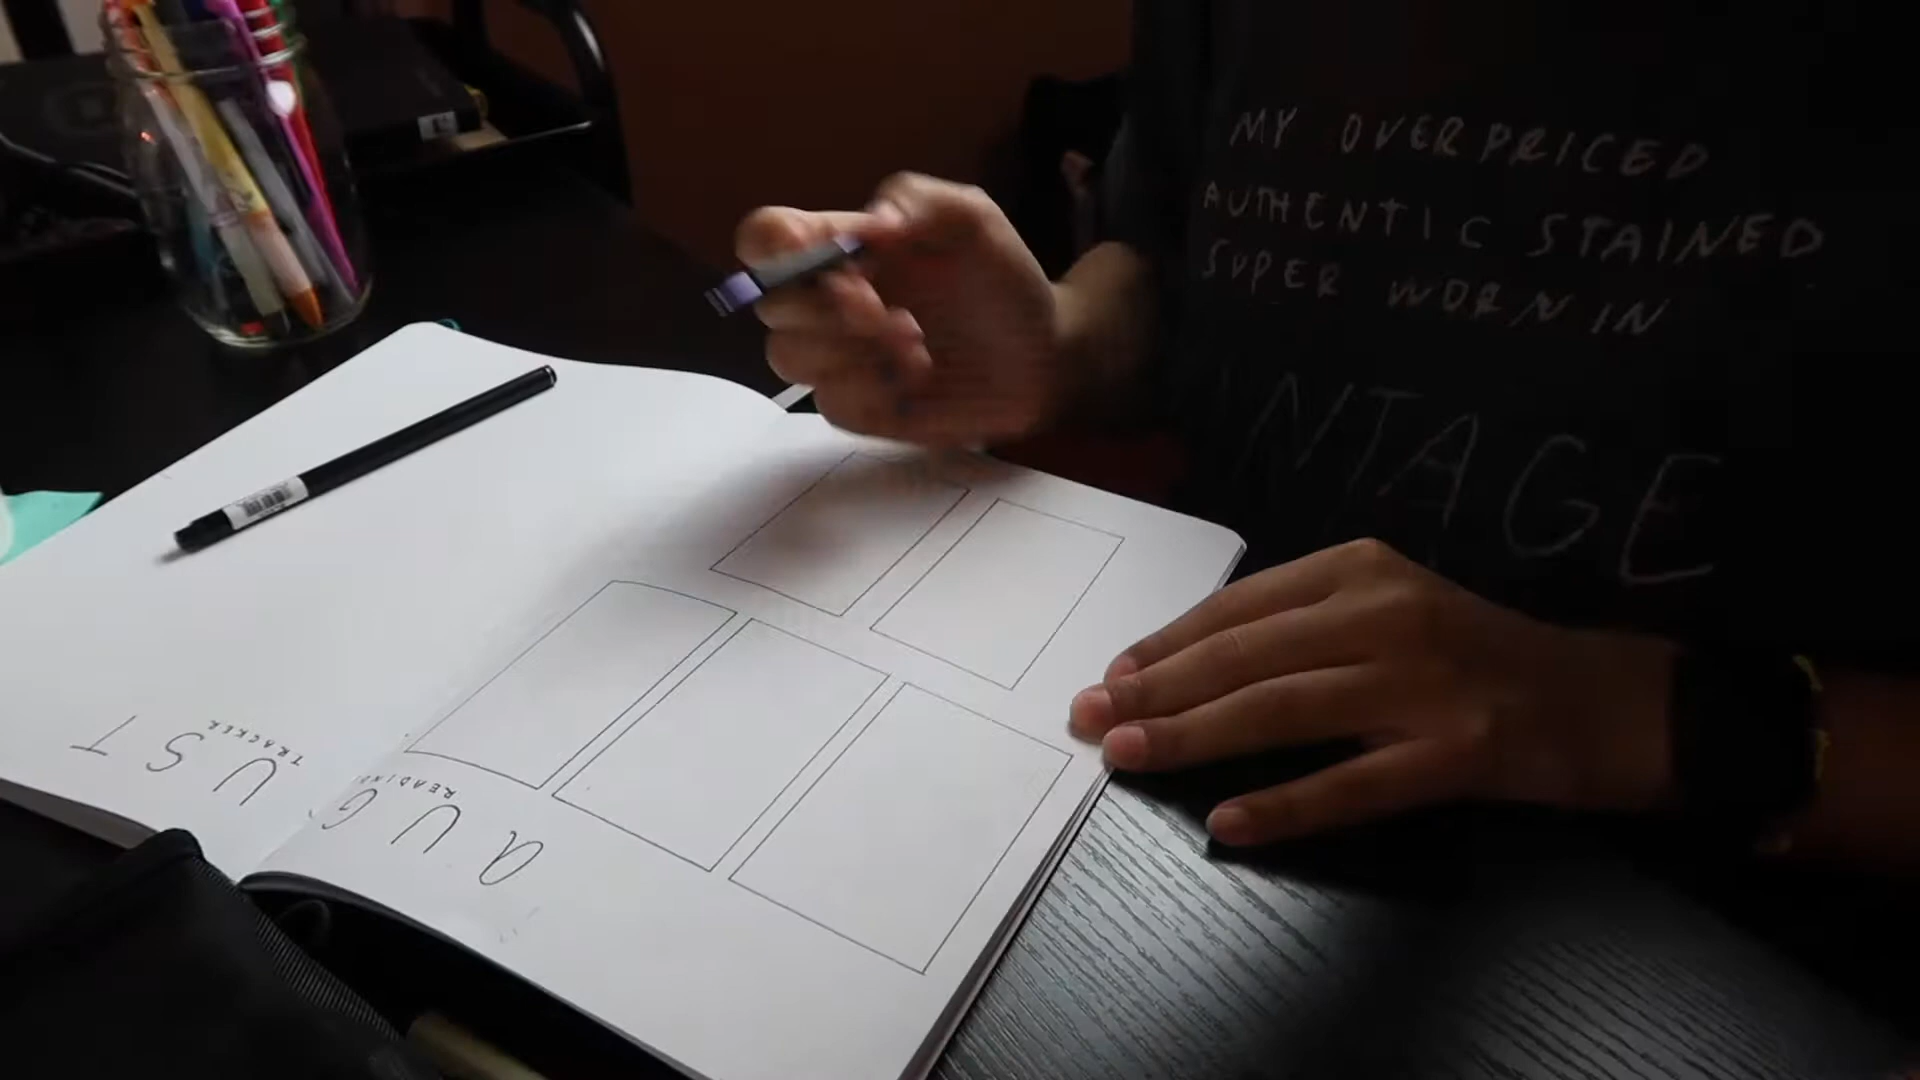 MY OVERPRICED
AUTHENTIC STAINED
SUPER WORN IN
NTAGE
aUGUST
READING
TRACKER